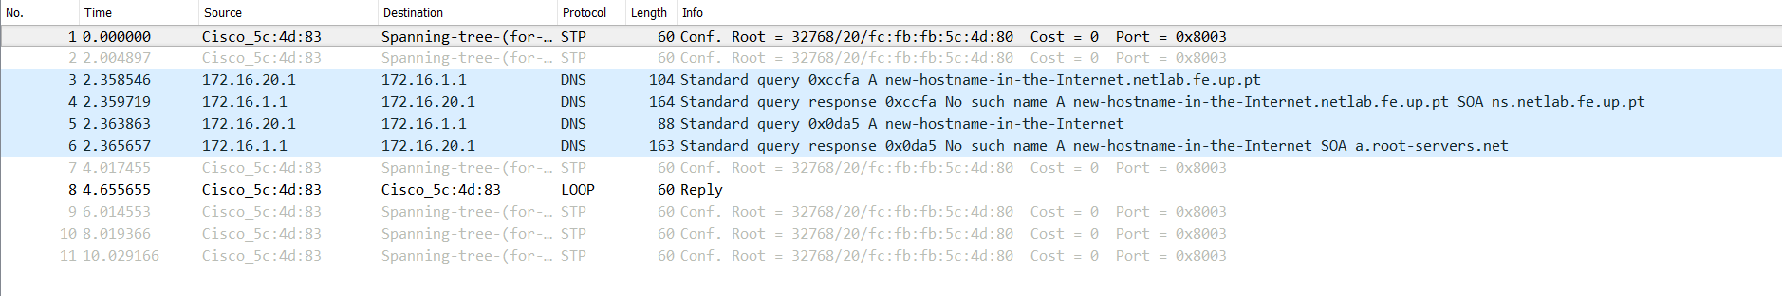 No. Time Source Destination Protocol Length Info
1 0.000000 Cisco_5c:4d:83 Spanning-tree-(for-… STP 60 Conf. Root = 32768/20/fc:fb:fb:5c:4d:80 Cost = 0 Port = 0x8003
2 2.004897 Cisco_5c:4d:83 Spanning-tree-(for-… STP 60 Conf. Root = 32768/20/fc:fb:fb:5c:4d:80 Cost = 0 Port = 0x8003
3 2.358546 172.16.20.1 172.16.1.1 DNS 104 Standard query 0xccfa A new-hostname-in-the-Internet.netlab.fe.up.pt
4 2.359719 172.16.1.1 172.16.20.1 DNS 164 Standard query response 0xccfa No such name A new-hostname-in-the-Internet.netlab.fe.up.pt SOA ns.netlab.fe.up.pt
5 2.363863 172.16.20.1 172.16.1.1 DNS 88 Standard query 0x0da5 A new-hostname-in-the-Internet
6 2.365657 172.16.1.1 172.16.20.1 DNS 163 Standard query response 0x0da5 No such name A new-hostname-in-the-Internet SOA a.root-servers.net
7 4.017455 Cisco_5c:4d:83 Spanning-tree-(for-… STP 60 Conf. Root = 32768/20/fc:fb:fb:5c:4d:80 Cost = 0 Port = 0x8003
8 4.655655 Cisco_5c:4d:83 Cisco_5c:4d:83 LOOP 60 Reply
9 6.014553 Cisco_5c:4d:83 Spanning-tree-(for-… STP 60 Conf. Root = 32768/20/fc:fb:fb:5c:4d:80 Cost = 0 Port = 0x8003
10 8.019366 Cisco_5c:4d:83 Spanning-tree-(for-… STP 60 Conf. Root = 32768/20/fc:fb:fb:5c:4d:80 Cost = 0 Port = 0x8003
11 10.029166 Cisco_5c:4d:83 Spanning-tree-(for-… STP 60 Conf. Root = 32768/20/fc:fb:fb:5c:4d:80 Cost = 0 Port = 0x8003